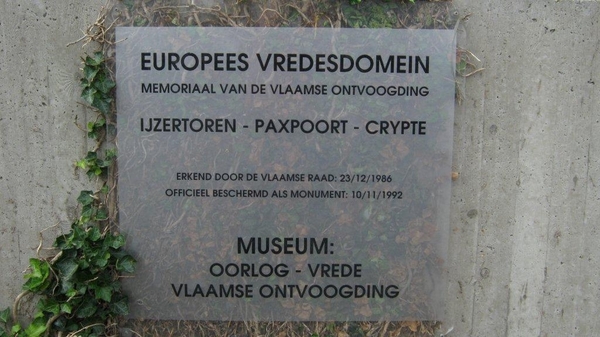 EUROPEES VREDESDOMEIN
MEMORIAAL VAN DE VLAAMSE ONTVOOGDING
IJZERTOREN - PAXPOORT - CRYPTE
ERKEND DOOR DE VLAAMSE RAAD: 23/12/1986
OFFICIEEL BESCHERMD ALS MONUMENT: 10/11/1992
MUSEUM:
OORLOG - VREDE
VLAAMSE ONTVOOGDING